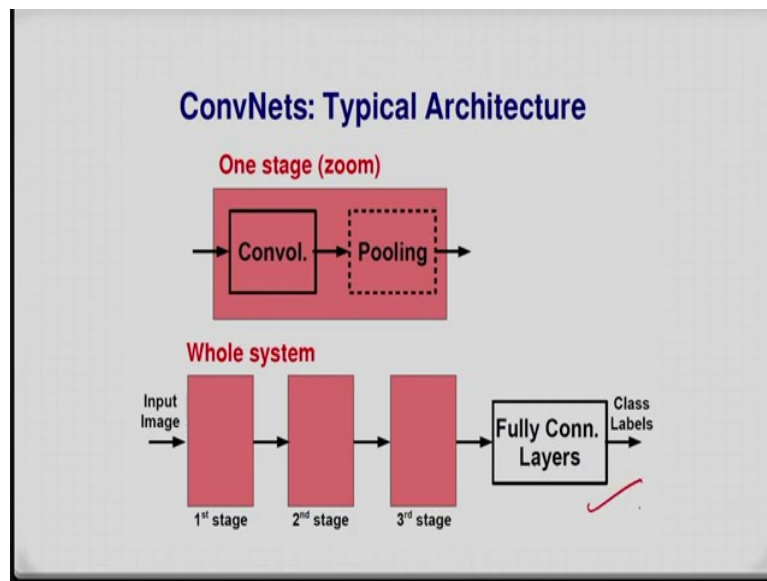 ConvNets: Typical Architecture
One stage (zoom)
Convol.
Pooling
Whole system
Input
Image
Fully Conn.
Layers
Class
Labels
1st stage
2nd stage
3rd stage